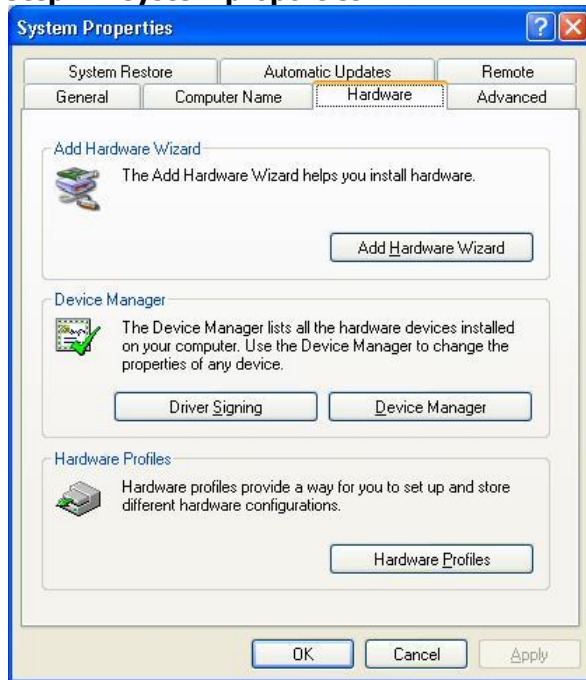 System Properties
System Restore Automatic Updates Remote
General Computer Name Hardware Advanced
Add Hardware Wizard
The Add Hardware Wizard helps you install hardware.
Add Hardware Wizard
Device Manager
The Device Manager lists all the hardware devices installed
on your computer. Use the Device Manager to change the
properties of any device.
Driver Signing Device Manager
Hardware Profiles
Hardware profiles provide a way for you to set up and store
different hardware configurations.
Hardware Profiles
OK Cancel Apply